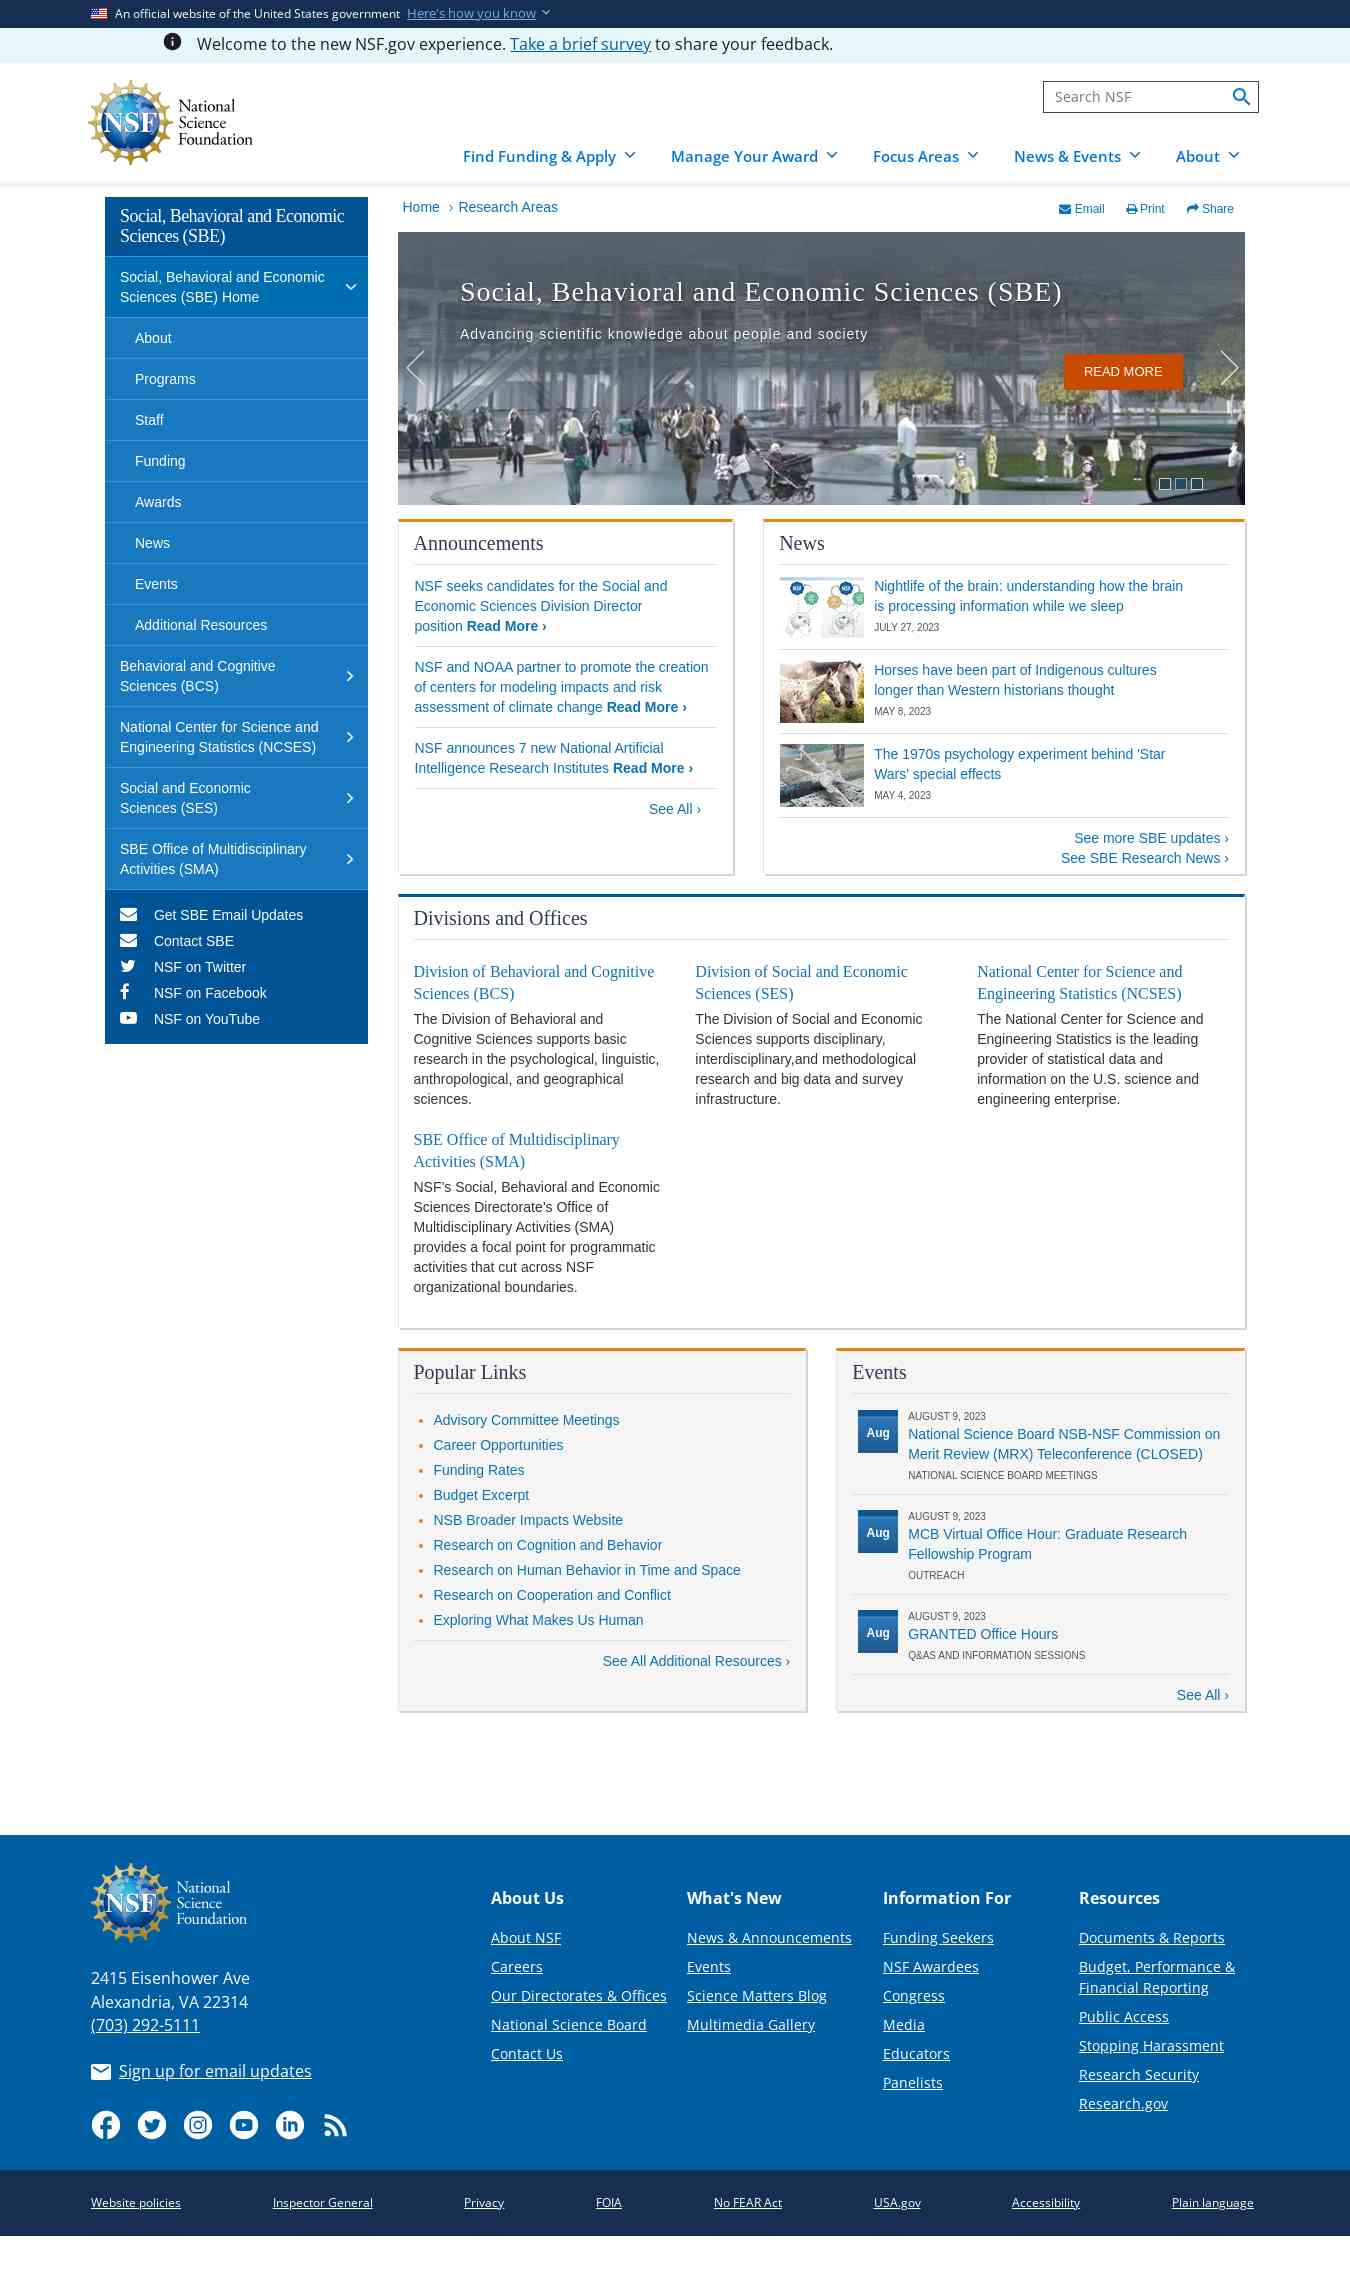 An official website of the United States government Here's how you know
Welcome to the new NSF.gov experience. Take a brief survey to share your feedback.
NSF
National
Science
Foundation
Search NSF
Find Funding & Apply
Manage Your Award
Focus Areas
News & Events
About
Social, Behavioral and Economic
Sciences (SBE)
Social, Behavioral and Economic
Sciences (SBE) Home
About
Programs
Staff
Funding
Awards
News
Events
Additional Resources
Behavioral and Cognitive
Sciences (BCS)
National Center for Science and
Engineering Statistics (NCSES)
Social and Economic
Sciences (SES)
SBE Office of Multidisciplinary
Activities (SMA)
Get SBE Email Updates
Contact SBE
NSF on Twitter
NSF on Facebook
NSF on YouTube
Home › Research Areas
Email
Print
Share
Social, Behavioral and Economic Sciences (SBE)
Advancing scientific knowledge about people and society
READ MORE
Announcements
NSF seeks candidates for the Social and
Economic Sciences Division Director
position Read More ›
NSF and NOAA partner to promote the creation
of centers for modeling impacts and risk
assessment of climate change Read More ›
NSF announces 7 new National Artificial
Intelligence Research Institutes Read More ›
See All ›
News
Nightlife of the brain: understanding how the brain
is processing information while we sleep
JULY 27, 2023
Horses have been part of Indigenous cultures
longer than Western historians thought
MAY 8, 2023
The 1970s psychology experiment behind 'Star
Wars' special effects
MAY 4, 2023
See more SBE updates ›
See SBE Research News ›
Divisions and Offices
Division of Behavioral and Cognitive
Sciences (BCS)
The Division of Behavioral and
Cognitive Sciences supports basic
research in the psychological, linguistic,
anthropological, and geographical
sciences.
Division of Social and Economic
Sciences (SES)
The Division of Social and Economic
Sciences supports disciplinary,
interdisciplinary,and methodological
research and big data and survey
infrastructure.
National Center for Science and
Engineering Statistics (NCSES)
The National Center for Science and
Engineering Statistics is the leading
provider of statistical data and
information on the U.S. science and
engineering enterprise.
SBE Office of Multidisciplinary
Activities (SMA)
NSF's Social, Behavioral and Economic
Sciences Directorate's Office of
Multidisciplinary Activities (SMA)
provides a focal point for programmatic
activities that cut across NSF
organizational boundaries.
Popular Links
Advisory Committee Meetings
Career Opportunities
Funding Rates
Budget Excerpt
NSB Broader Impacts Website
Research on Cognition and Behavior
Research on Human Behavior in Time and Space
Research on Cooperation and Conflict
Exploring What Makes Us Human
See All Additional Resources ›
Events
Aug
AUGUST 9, 2023
National Science Board NSB-NSF Commission on
Merit Review (MRX) Teleconference (CLOSED)
NATIONAL SCIENCE BOARD MEETINGS
Aug
AUGUST 9, 2023
MCB Virtual Office Hour: Graduate Research
Fellowship Program
OUTREACH
Aug
AUGUST 9, 2023
GRANTED Office Hours
Q&AS AND INFORMATION SESSIONS
See All ›
NSF
National
Science
Foundation
2415 Eisenhower Ave
Alexandria, VA 22314
(703) 292-5111
Sign up for email updates
About Us
About NSF
Careers
Our Directorates & Offices
National Science Board
Contact Us
What's New
News & Announcements
Events
Science Matters Blog
Multimedia Gallery
Information For
Funding Seekers
NSF Awardees
Congress
Media
Educators
Panelists
Resources
Documents & Reports
Budget, Performance &
Financial Reporting
Public Access
Stopping Harassment
Research Security
Research.gov
Website policies
Inspector General
Privacy
FOIA
No FEAR Act
USA.gov
Accessibility
Plain language